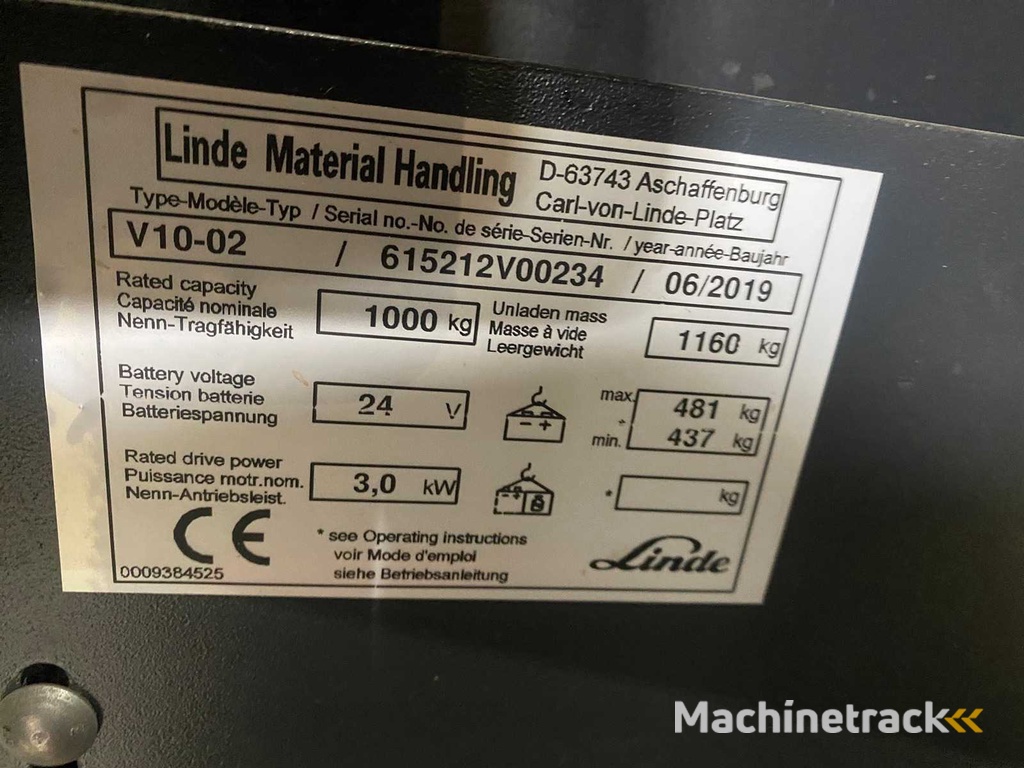 Linde Material Handling
D-63743 Aschaffenburg
Carl-von-Linde-Platz
Type-Modèle-Typ / Serial no.-No. de série-Serien-Nr. / year-année-Baujahr
V10-02 / 615212V00234 / 06/2019
Rated capacity
Capacité nominale
Nenn-Tragfähigkeit
1000 kg
Unladen mass
Masse à vide
Leergewicht
1160 kg
Battery voltage
Tension batterie
Batteriespannung
24 V
- +
max. 481 kg
*
min. 437 kg
Rated drive power
Puissance motr.nom.
Nenn-Antriebsleist.
3,0 kW
* kg
CE
0009384525
* see Operating instructions
voir Mode d'emploi
siehe Betriebsanleitung
Linde
Machinetrack